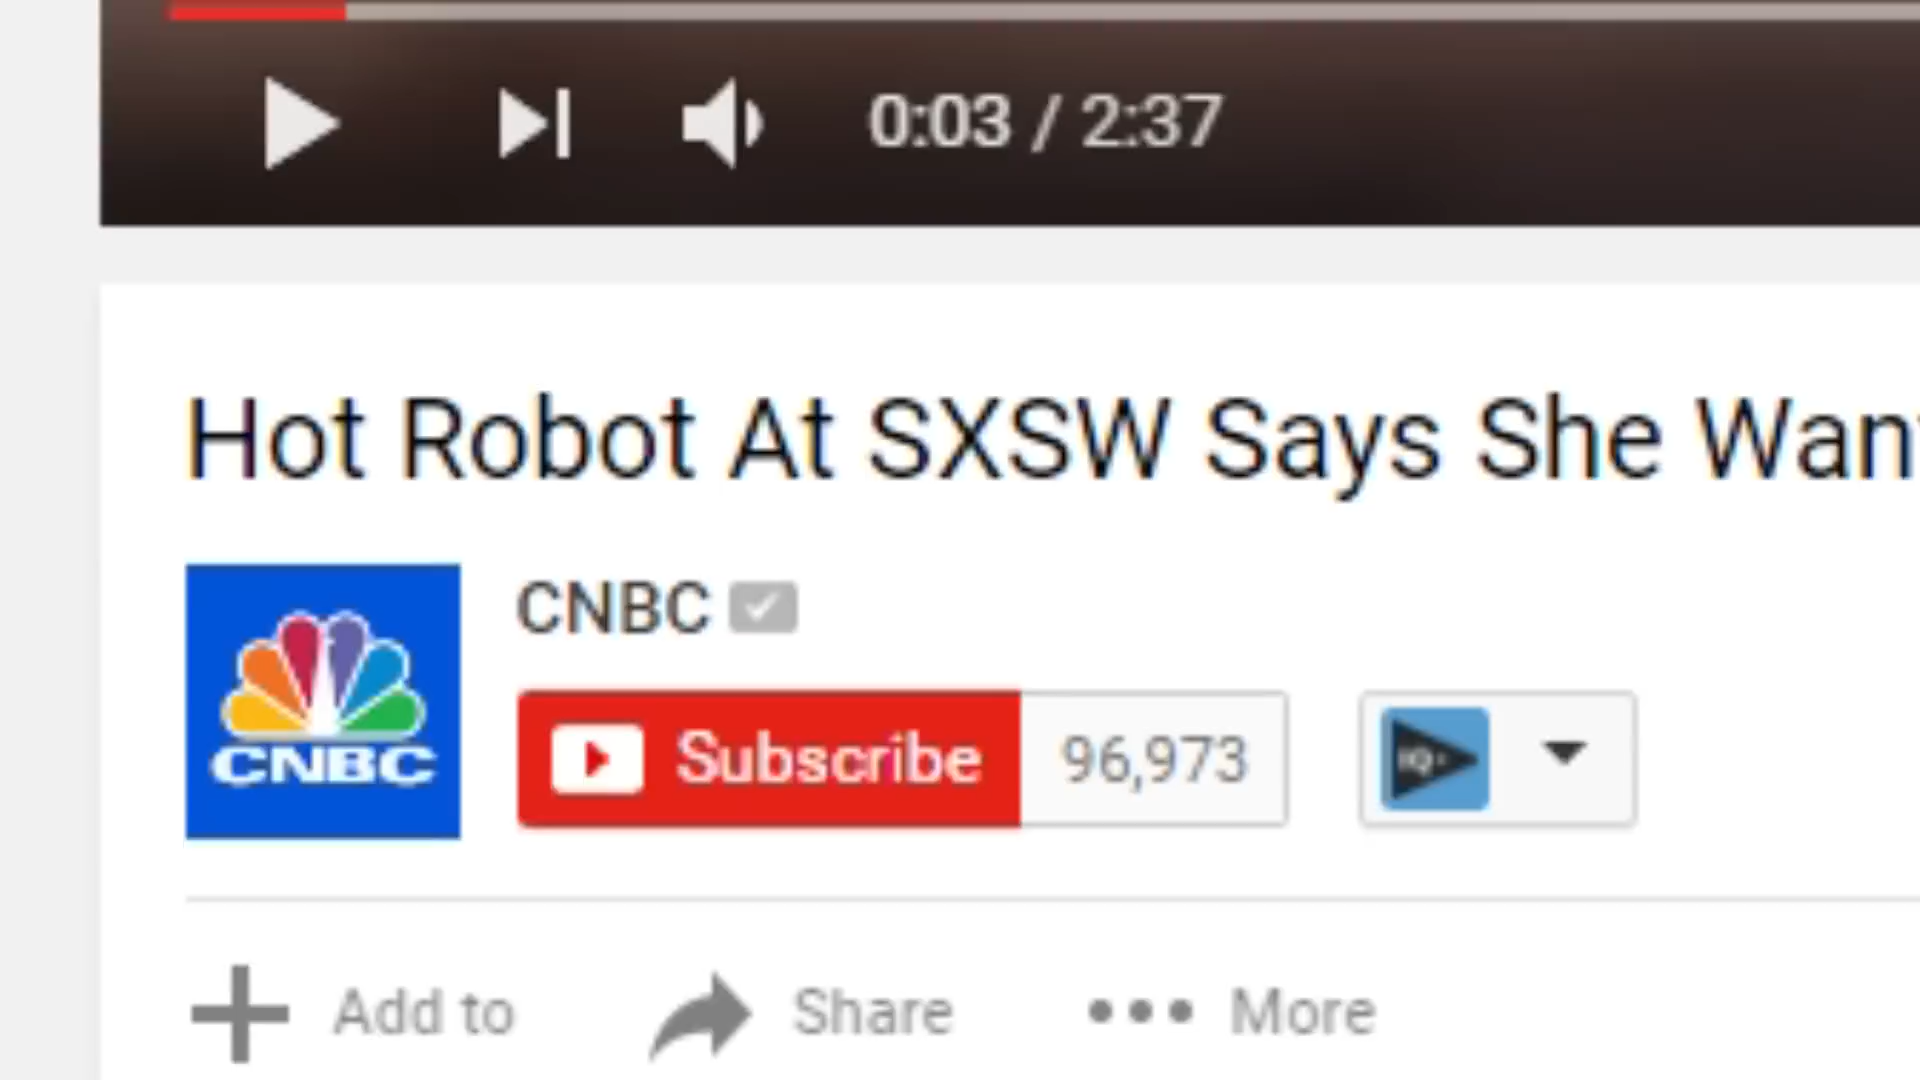 0:03 / 2:37
Hot Robot At SXSW Says She Want
CNBC
CNBC
Subscribe 96,973
Add to Share More